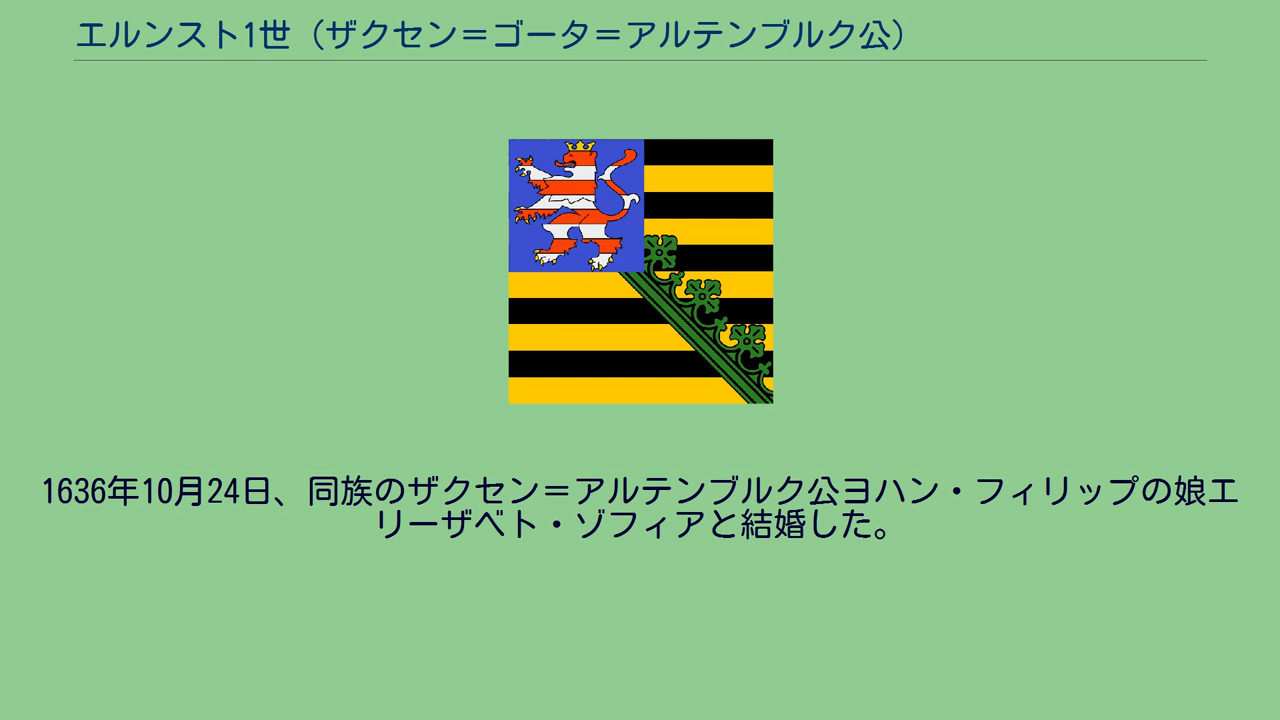 エルンスト1世（ザクセン＝ゴータ＝アルテンブルク公）
1636年10月24日、同族のザクセン＝アルテンブルク公ヨハン・フィリップの娘エ
リーザベト・ゾフィアと結婚した。